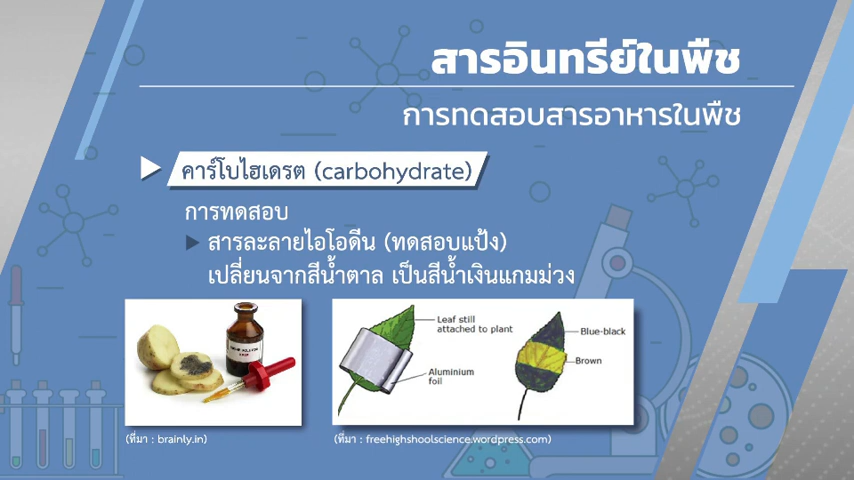 สารอินทรีย์ในพืช
การทดสอบสารอาหารในพืช
คาร์โบไฮเดรต (carbohydrate)
การทดสอบ
สารละลายไอโอดีน (ทดสอบแป้ง)
เปลี่ยนจากสีน้ำตาล เป็นสีน้ำเงินแกมม่วง
Leaf still
attached to plant
Aluminium
foil
Blue-black
Brown
(ที่มา : brainly.in)
(ที่มา : freehighshoolscience.wordpress.com)